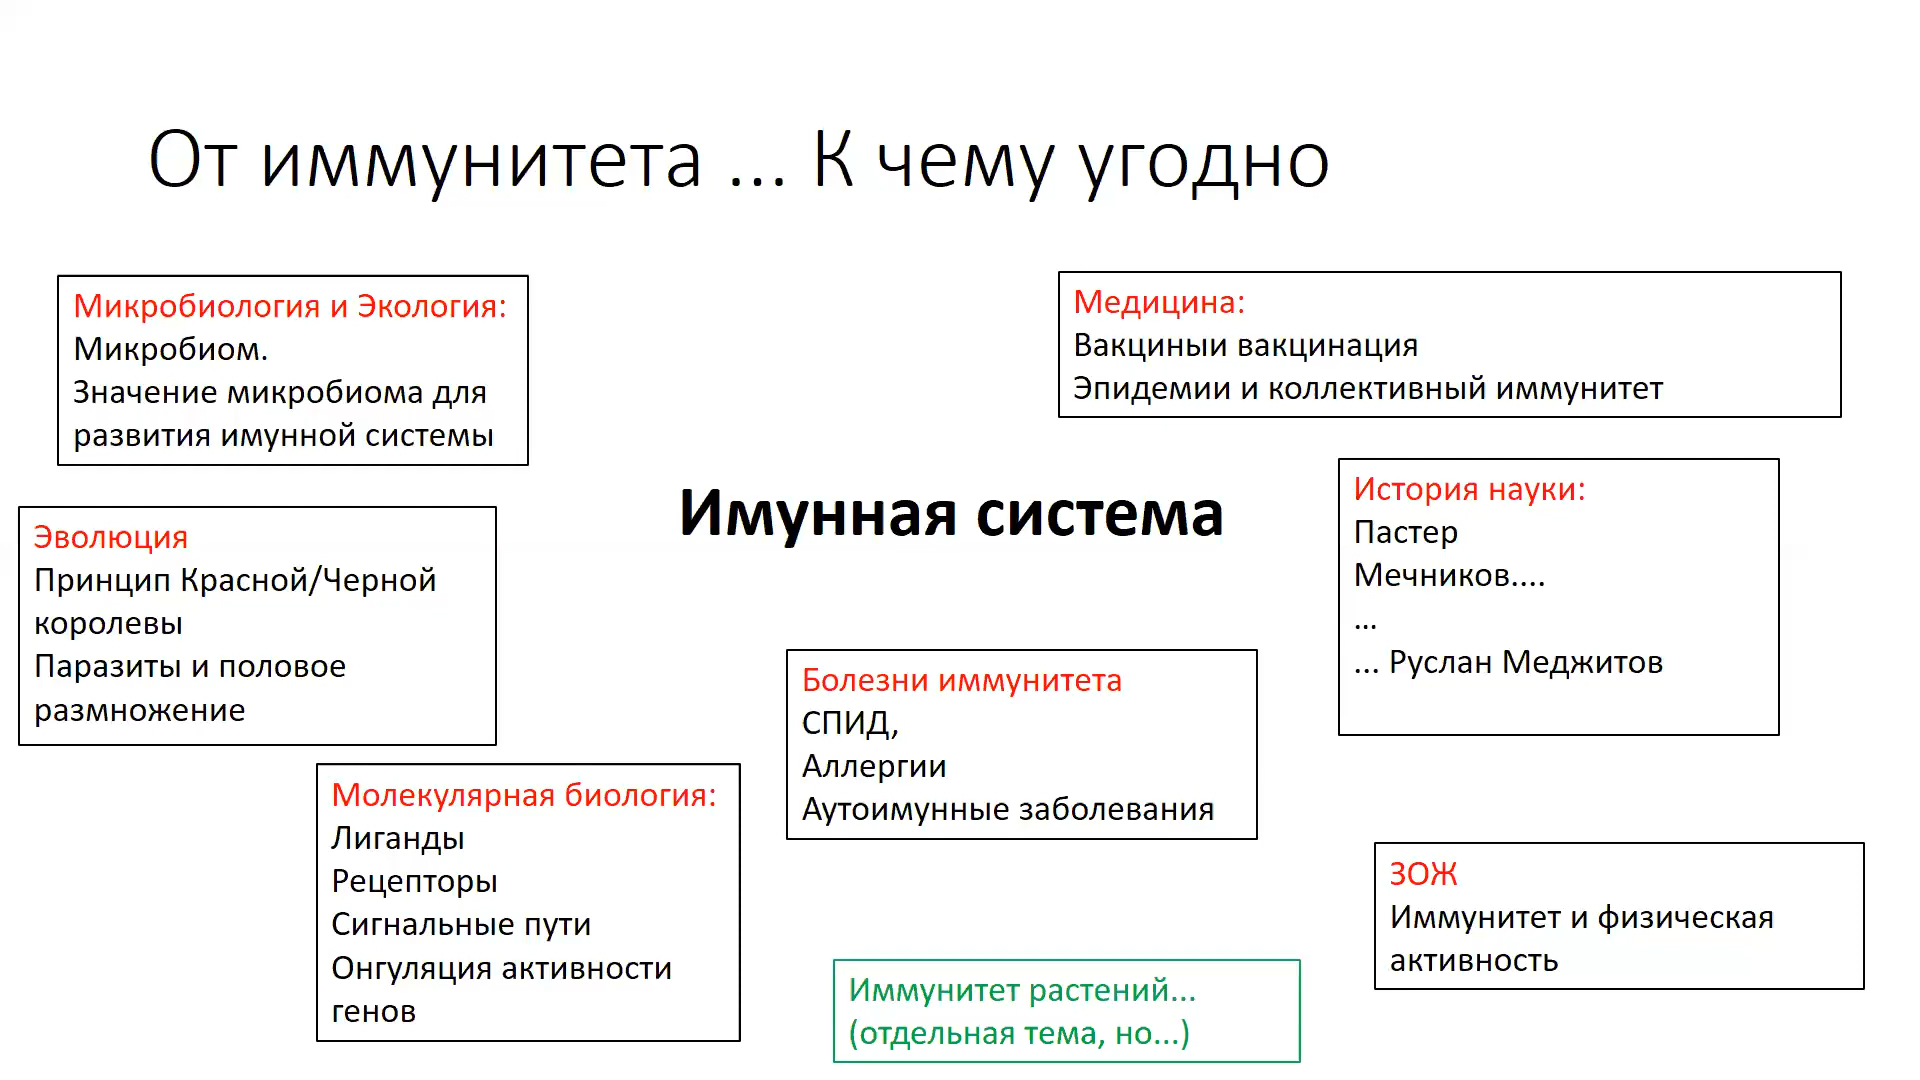 От иммунитета ... К чему угодно
Микробиология и Экология:
Микробиом.
Значение микробиома для
развития имунной системы
Медицина:
Вакциныи вакцинация
Эпидемии и коллективный иммунитет
Имунная система
История науки:
Пастер
Мечников....
...
... Руслан Меджитов
Эволюция
Принцип Красной/Черной
королевы
Паразиты и половое
размножение
Болезни иммунитета
СПИД,
Аллергии
Аутоимунные заболевания
Молекулярная биология:
Лиганды
Рецепторы
Сигнальные пути
Онгуляция активности
генов
ЗОЖ
Иммунитет и физическая
активность
Иммунитет растений...
(отдельная тема, но...)